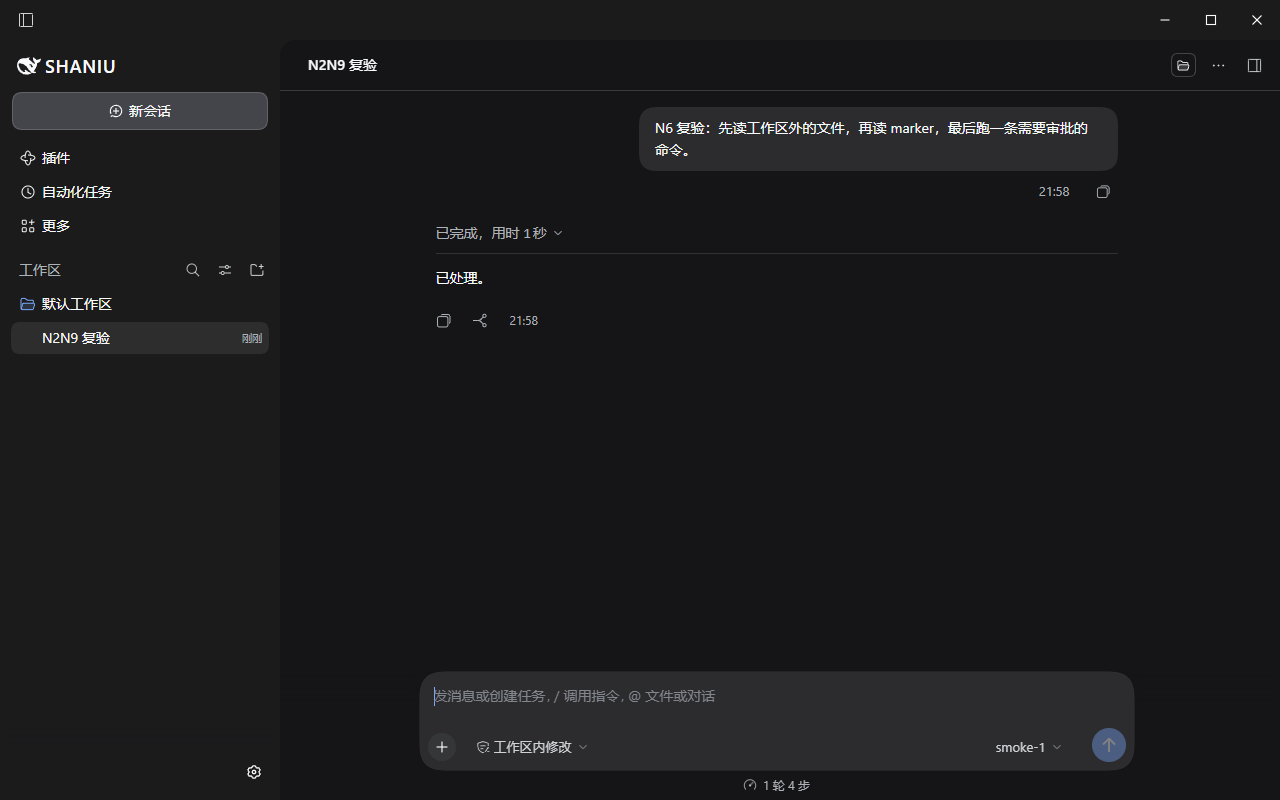 SHANIU
新会话
插件
自动化任务
更多
工作区
默认工作区
N2N9 复验
刚刚
N2N9 复验
N6 复验：先读工作区外的文件，再读 marker，最后跑一条需要审批的
命令。
21:58
已完成，用时 1 秒
已处理。
21:58
发消息或创建任务, / 调用指令, @ 文件或对话
工作区内修改
smoke-1
1 轮 4 步